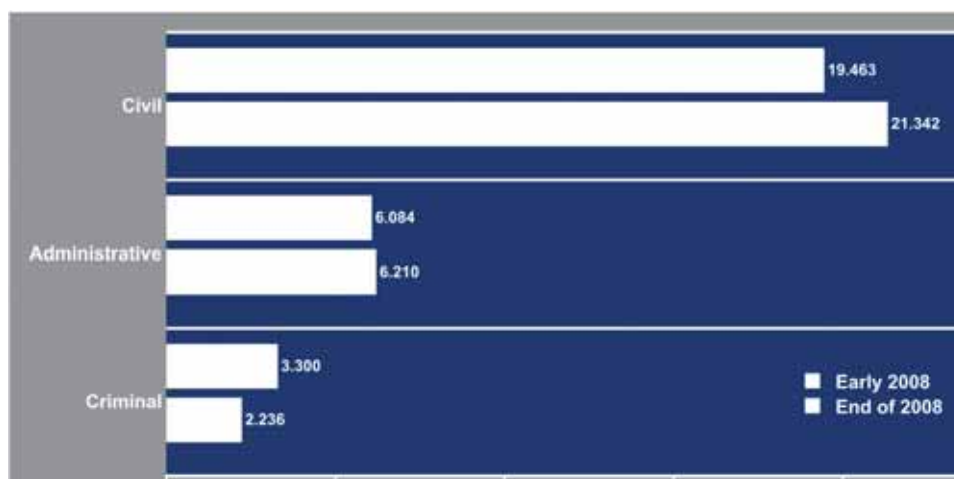 19.463
Civil
21.342
6.084
Administrative
6.210
3.300
Early 2008
Criminal
End of 2008
2.236